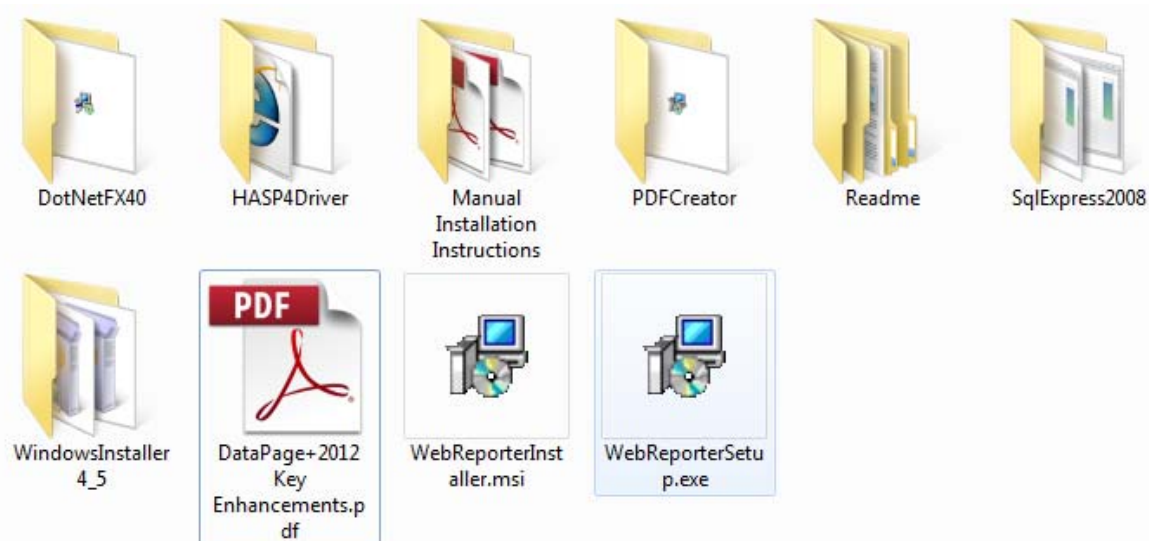 DotNetFX40
HASP4Driver
Manual
Installation
Instructions
PDFCreator
Readme
SqlExpress2008
WindowsInstaller
4_5
PDF
DataPage+2012
Key
Enhancements.p
df
WebReporterInst
aller.msi
WebReporterSetu
p.exe